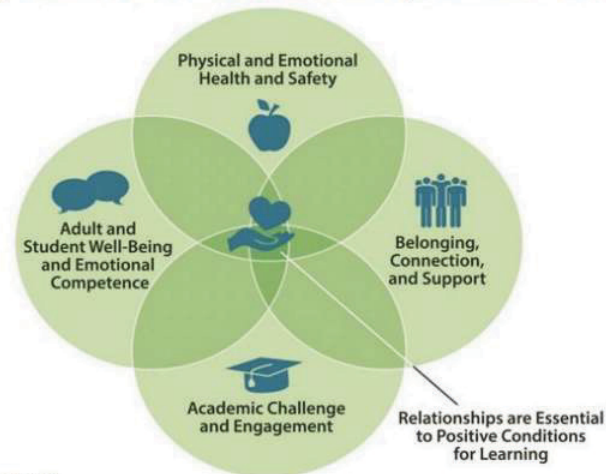 Physical and Emotional
Health and Safety
Adult and
Student Well-Being
and Emotional
Competence
Belonging,
Connection,
and Support
Academic Challenge
and Engagement
Relationships are Essential
to Positive Conditions
for Learning